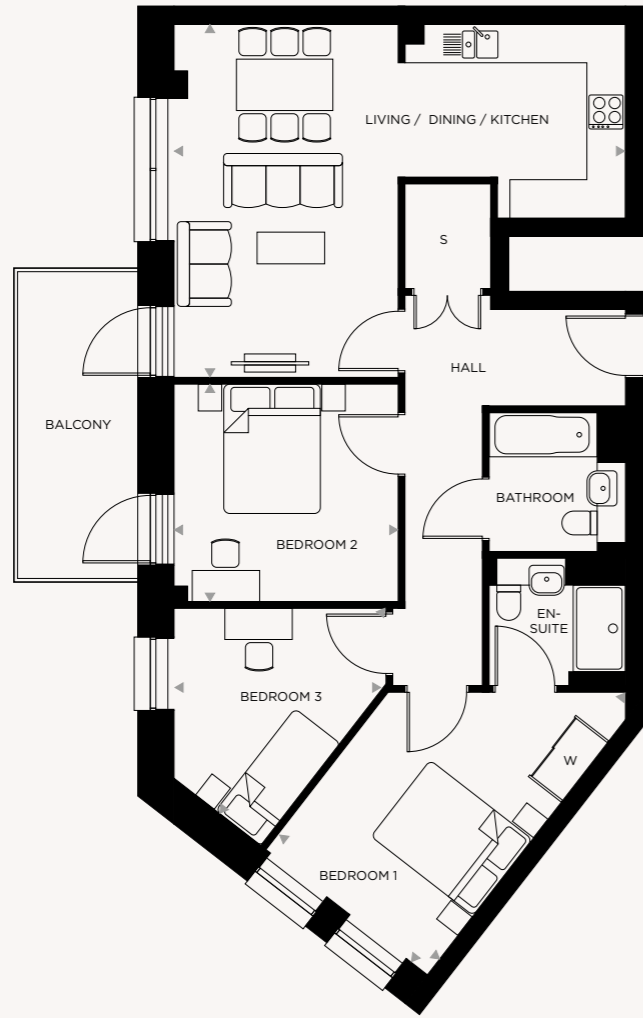 LIVING / DINING / KITCHEN
S
HALL
BALCONY
BATHROOM
BEDROOM 2
EN-
SUITE
BEDROOM 3
W
BEDROOM 1